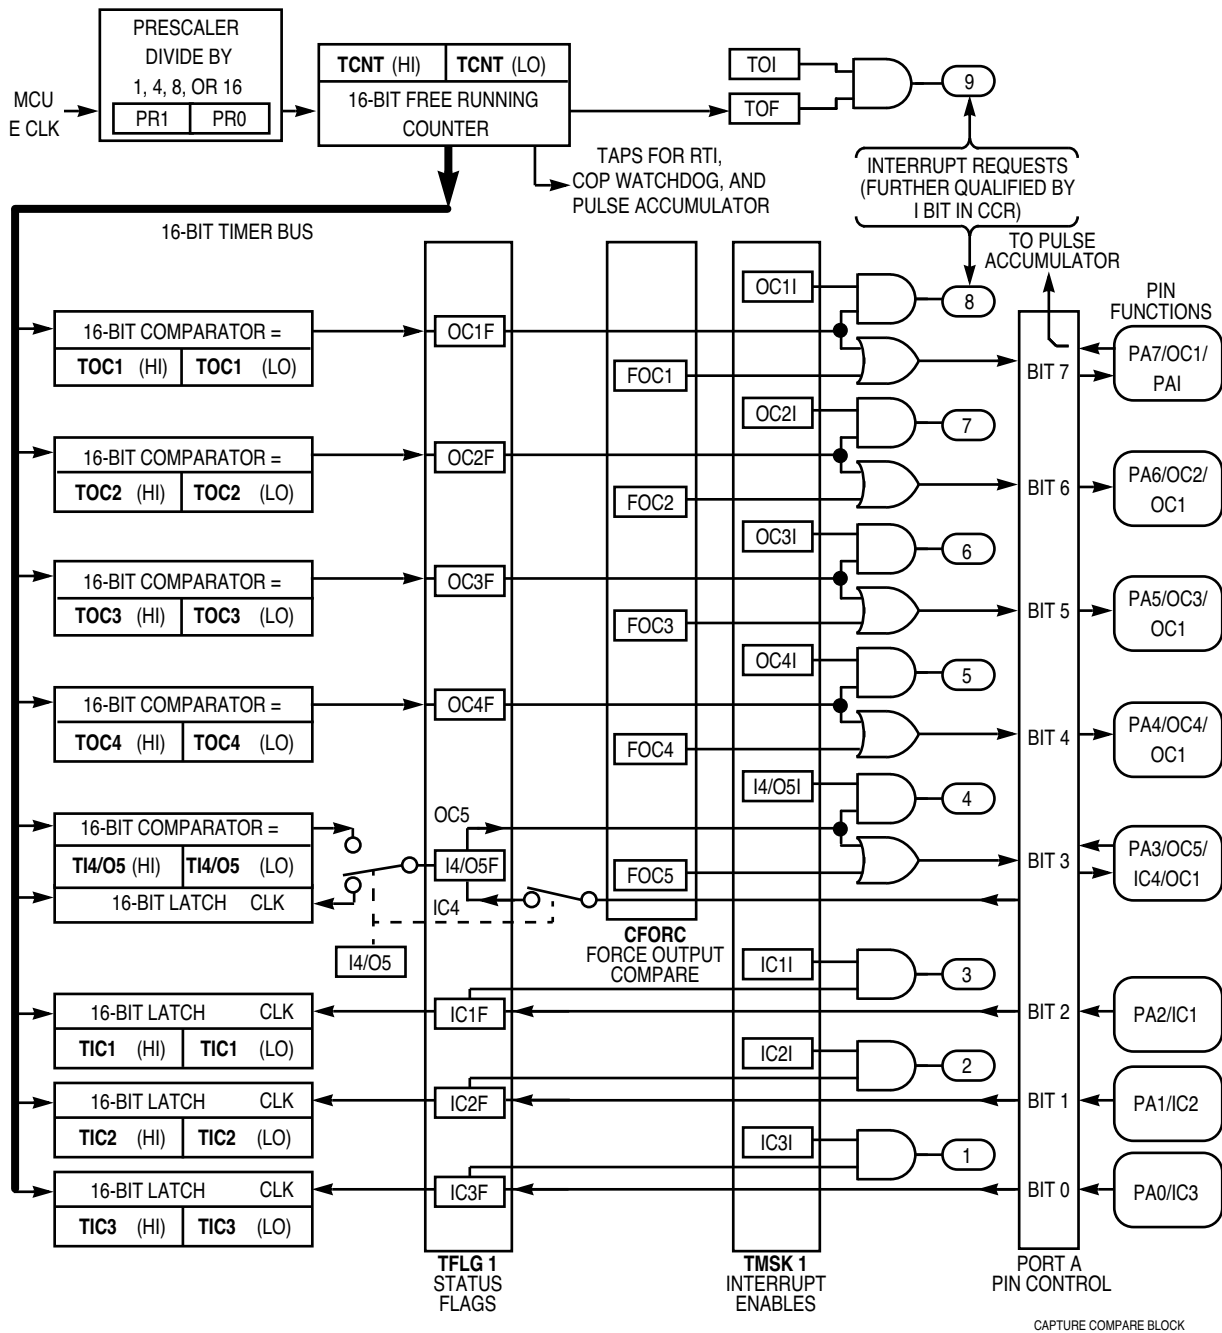 PRESCALER
DIVIDE BY
1, 4, 8, OR 16
PR1 PR0
MCU
E CLK
TCNT (HI) TCNT (LO)
16-BIT FREE RUNNING
COUNTER
TOI
TOF
9
TAPS FOR RTI,
COP WATCHDOG, AND
PULSE ACCUMULATOR
INTERRUPT REQUESTS
(FURTHER QUALIFIED BY
I BIT IN CCR)
16-BIT TIMER BUS
TO PULSE
ACCUMULATOR
PIN
FUNCTIONS
OC1I
8
16-BIT COMPARATOR =
TOC1 (HI) TOC1 (LO)
OC1F
FOC1
BIT 7
PA7/OC1/
PAI
OC2I
7
16-BIT COMPARATOR =
TOC2 (HI) TOC2 (LO)
OC2F
FOC2
BIT 6
PA6/OC2/
OC1
OC3I
6
16-BIT COMPARATOR =
TOC3 (HI) TOC3 (LO)
OC3F
FOC3
BIT 5
PA5/OC3/
OC1
OC4I
5
16-BIT COMPARATOR =
TOC4 (HI) TOC4 (LO)
OC4F
FOC4
BIT 4
PA4/OC4/
OC1
I4/O5I
4
16-BIT COMPARATOR =
TI4/O5 (HI) TI4/O5 (LO)
16-BIT LATCH CLK
OC5
I4/O5F
IC4
FOC5
BIT 3
PA3/OC5/
IC4/OC1
I4/O5
CFORC
FORCE OUTPUT
COMPARE
IC1I
3
16-BIT LATCH CLK
TIC1 (HI) TIC1 (LO)
IC1F
BIT 2
PA2/IC1
IC2I
2
16-BIT LATCH CLK
TIC2 (HI) TIC2 (LO)
IC2F
BIT 1
PA1/IC2
IC3I
1
16-BIT LATCH CLK
TIC3 (HI) TIC3 (LO)
IC3F
BIT 0
PA0/IC3
TFLG 1
STATUS
FLAGS
TMSK 1
INTERRUPT
ENABLES
PORT A
PIN CONTROL
CAPTURE COMPARE BLOCK